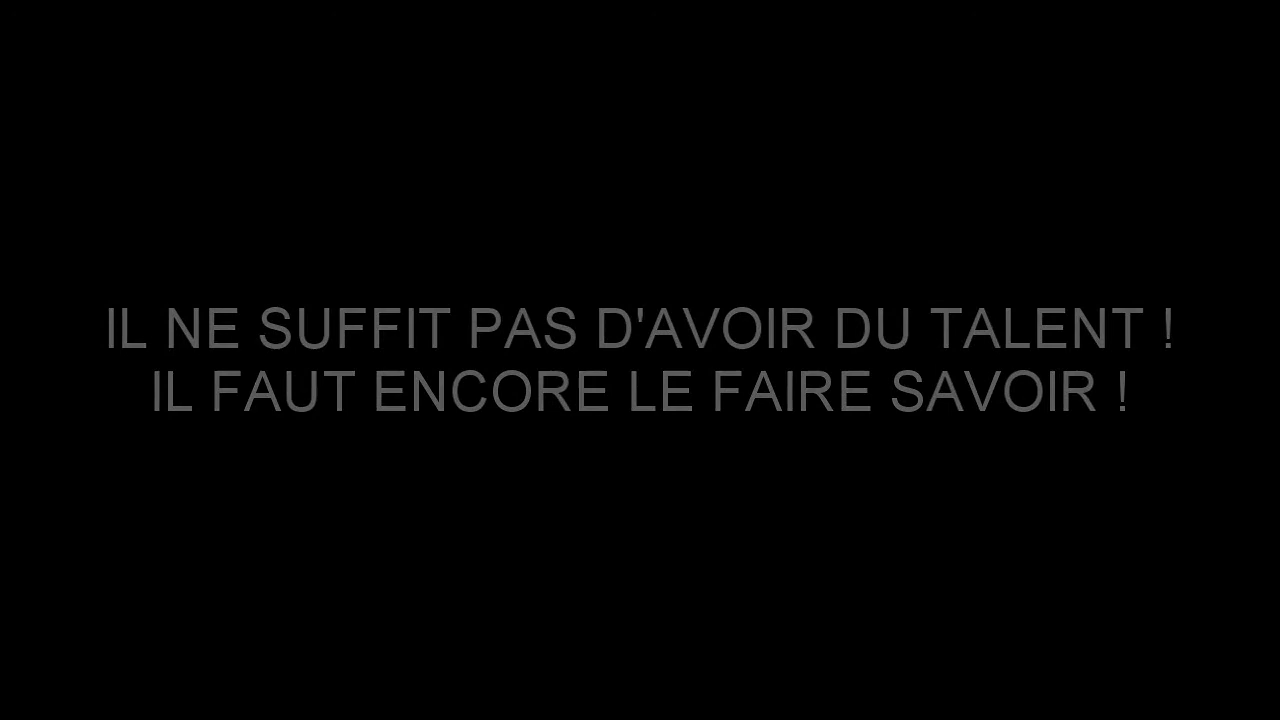 IL NE SUFFIT PAS D'AVOIR DU TALENT !
IL FAUT ENCORE LE FAIRE SAVOIR !